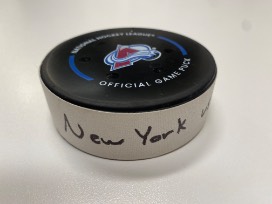 NATIONAL HOCKEY LEAGUE
OFFICIAL GAME PUCK
New York